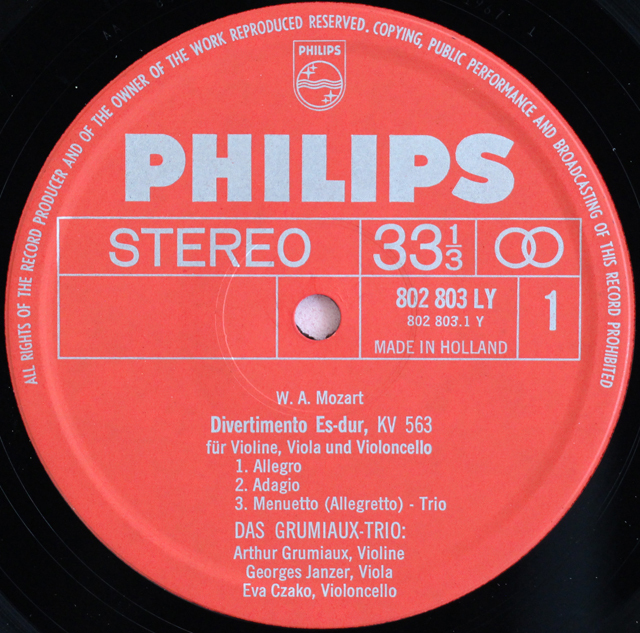 ALL RIGHTS OF THE RECORD PRODUCER AND OF THE OWNER OF THE WORK REPRODUCED RESERVED. COPYING, PUBLIC PERFORMANCE AND BROADCASTING OF THIS RECORD PROHIBITED
PHILIPS
PHILIPS
STEREO 33 1/3
802 803 LY 1
802 803.1 Y
MADE IN HOLLAND
W. A. Mozart
Divertimento Es-dur, KV 563
für Violine, Viola und Violoncello
1. Allegro
2. Adagio
3. Menuetto (Allegretto) - Trio
DAS GRUMIAUX-TRIO:
Arthur Grumiaux, Violine
Georges Janzer, Viola
Eva Czako, Violoncello